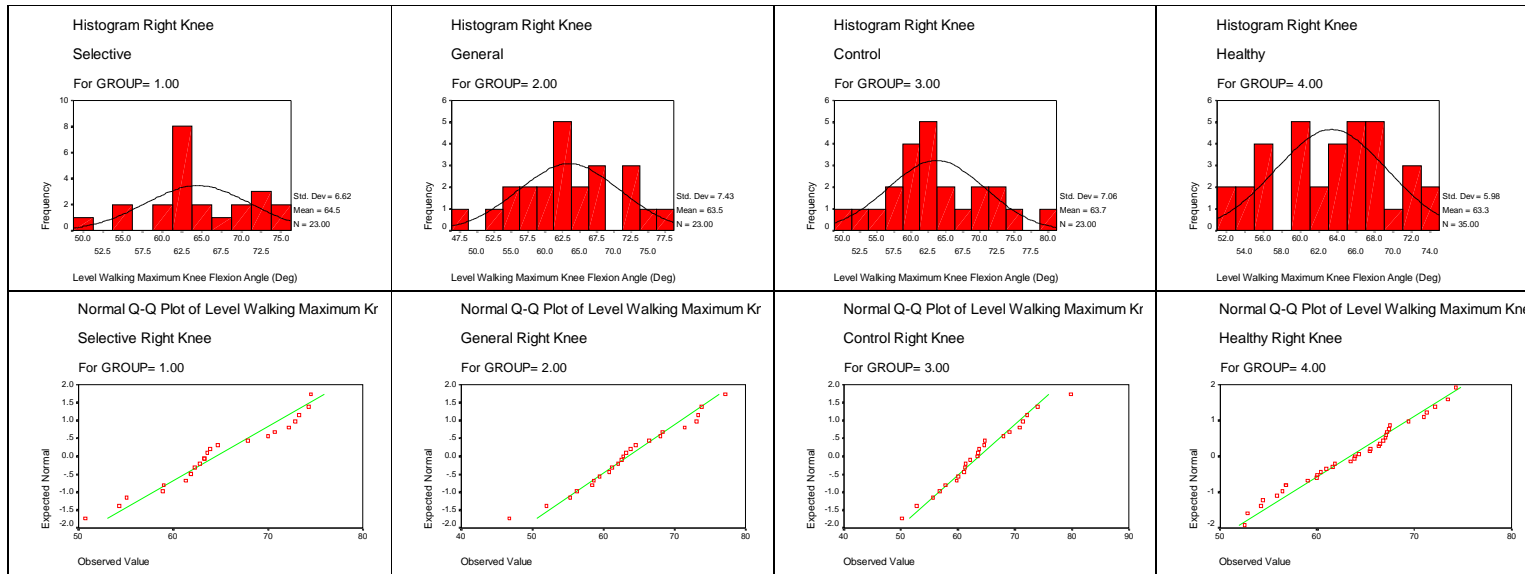 Histogram Right Knee
Selective
For GROUP= 1.00
10
8
6
4
2
0
Frequency
Std. Dev = 6.62
Mean = 64.5
N = 23.00
50.0 55.0 60.0 65.0 70.0 75.0
52.5 57.5 62.5 67.5 72.5
Level Walking Maximum Knee Flexion Angle (Deg)
Histogram Right Knee
General
For GROUP= 2.00
6
5
4
3
2
1
0
Frequency
Std. Dev = 7.43
Mean = 63.5
N = 23.00
47.5 52.5 57.5 62.5 67.5 72.5 77.5
50.0 55.0 60.0 65.0 70.0 75.0
Level Walking Maximum Knee Flexion Angle (Deg)
Histogram Right Knee
Control
For GROUP= 3.00
6
5
4
3
2
1
0
Frequency
Std. Dev = 7.06
Mean = 63.7
N = 23.00
50.0 55.0 60.0 65.0 70.0 75.0 80.0
52.5 57.5 62.5 67.5 72.5 77.5
Level Walking Maximum Knee Flexion Angle (Deg)
Histogram Right Knee
Healthy
For GROUP= 4.00
6
5
4
3
2
1
0
Frequency
Std. Dev = 5.98
Mean = 63.3
N = 35.00
52.0 56.0 60.0 64.0 68.0 72.0
54.0 58.0 62.0 66.0 70.0 74.0
Level Walking Maximum Knee Flexion Angle (Deg)
Normal Q-Q Plot of Level Walking Maximum Kr
Selective Right Knee
For GROUP= 1.00
2.0
1.5
1.0
.5
0.0
-.5
-1.0
-1.5
-2.0
Expected Normal
50 60 70 80
Observed Value
Normal Q-Q Plot of Level Walking Maximum Kr
General Right Knee
For GROUP= 2.00
2.0
1.5
1.0
.5
0.0
-.5
-1.0
-1.5
-2.0
Expected Normal
40 50 60 70 80
Observed Value
Normal Q-Q Plot of Level Walking Maximum Kr
Control Right Knee
For GROUP= 3.00
2.0
1.5
1.0
.5
0.0
-.5
-1.0
-1.5
-2.0
Expected Normal
40 50 60 70 80 90
Observed Value
Normal Q-Q Plot of Level Walking Maximum Kne
Healthy Right Knee
For GROUP= 4.00
2
1
0
-1
-2
Expected Normal
50 60 70 80
Observed Value